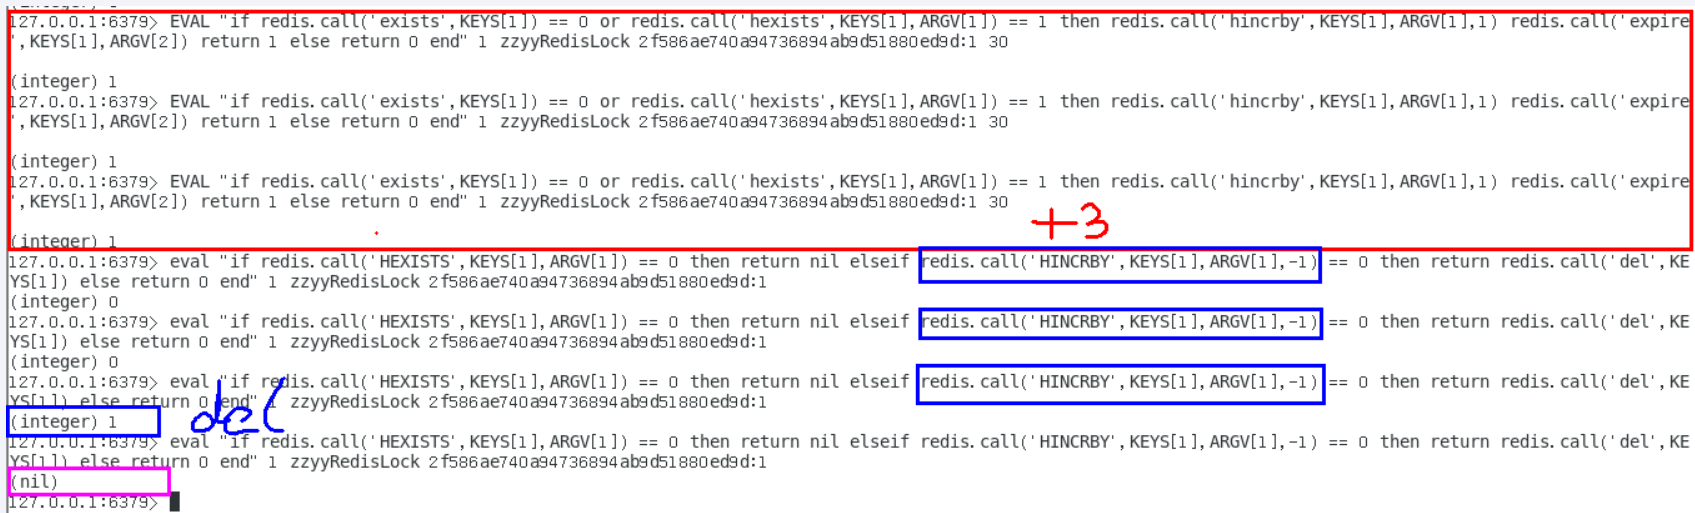 127.0.0.1:6379> EVAL "if redis.call('exists',KEYS[1]) == 0 or redis.call('hexists',KEYS[1],ARGV[1]) == 1 then redis.call('hincrby',KEYS[1],ARGV[1],1) redis.call('expire
',KEYS[1],ARGV[2]) return 1 else return 0 end" 1 zzyyRedisLock 2f586ae740a94736894ab9d51880ed9d:1 30
(integer) 1
127.0.0.1:6379> EVAL "if redis.call('exists',KEYS[1]) == 0 or redis.call('hexists',KEYS[1],ARGV[1]) == 1 then redis.call('hincrby',KEYS[1],ARGV[1],1) redis.call('expire
',KEYS[1],ARGV[2]) return 1 else return 0 end" 1 zzyyRedisLock 2f586ae740a94736894ab9d51880ed9d:1 30
(integer) 1
127.0.0.1:6379> EVAL "if redis.call('exists',KEYS[1]) == 0 or redis.call('hexists',KEYS[1],ARGV[1]) == 1 then redis.call('hincrby',KEYS[1],ARGV[1],1) redis.call('expire
',KEYS[1],ARGV[2]) return 1 else return 0 end" 1 zzyyRedisLock 2f586ae740a94736894ab9d51880ed9d:1 30
+3
(integer) 1
127.0.0.1:6379> eval "if redis.call('HEXISTS',KEYS[1],ARGV[1]) == 0 then return nil elseif redis.call('HINCRBY',KEYS[1],ARGV[1],-1) == 0 then return redis.call('del',KE
YS[1]) else return 0 end" 1 zzyyRedisLock 2f586ae740a94736894ab9d51880ed9d:1
(integer) 0
127.0.0.1:6379> eval "if redis.call('HEXISTS',KEYS[1],ARGV[1]) == 0 then return nil elseif redis.call('HINCRBY',KEYS[1],ARGV[1],-1) == 0 then return redis.call('del',KE
YS[1]) else return 0 end" 1 zzyyRedisLock 2f586ae740a94736894ab9d51880ed9d:1
(integer) 0
127.0.0.1:6379> eval "if redis.call('HEXISTS',KEYS[1],ARGV[1]) == 0 then return nil elseif redis.call('HINCRBY',KEYS[1],ARGV[1],-1) == 0 then return redis.call('del',KE
YS[1]) else return 0 end" 1 zzyyRedisLock 2f586ae740a94736894ab9d51880ed9d:1
(integer) 1
del
127.0.0.1:6379> eval "if redis.call('HEXISTS',KEYS[1],ARGV[1]) == 0 then return nil elseif redis.call('HINCRBY',KEYS[1],ARGV[1],-1) == 0 then return redis.call('del',KE
YS[1]) else return 0 end" 1 zzyyRedisLock 2f586ae740a94736894ab9d51880ed9d:1
(nil)
127.0.0.1:6379>